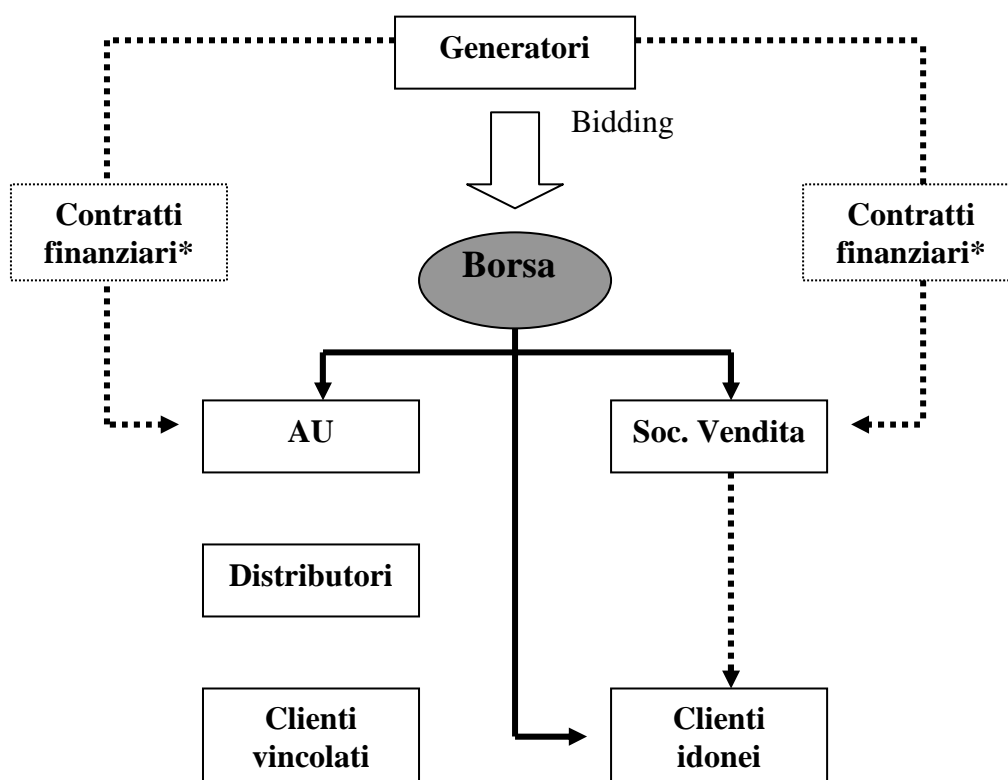 Generatori
Bidding
Contratti
finanziari*
Contratti
finanziari*
Borsa
AU
Soc. Vendita
Distributori
Clienti
vincolati
Clienti
idonei